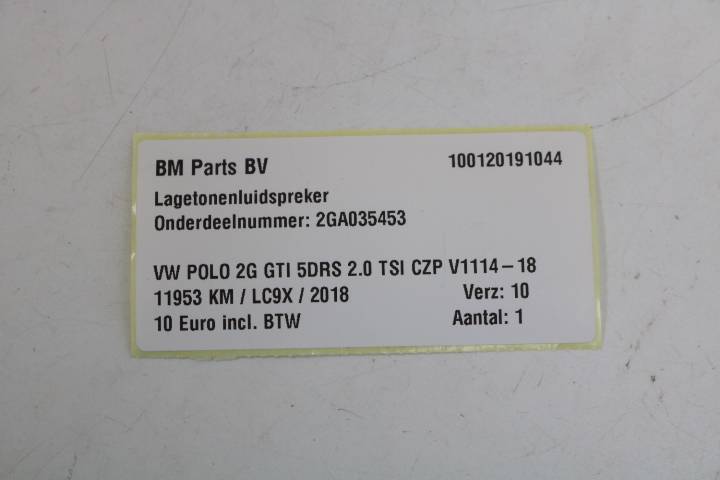 BM Parts BV 100120191044
Lagetonenluidspreker
Onderdeelnummer: 2GA035453
VW POLO 2G GTI 5DRS 2.0 TSI CZP V1114-18
11953 KM / LC9X / 2018 Verz: 10
10 Euro incl. BTW Aantal: 1